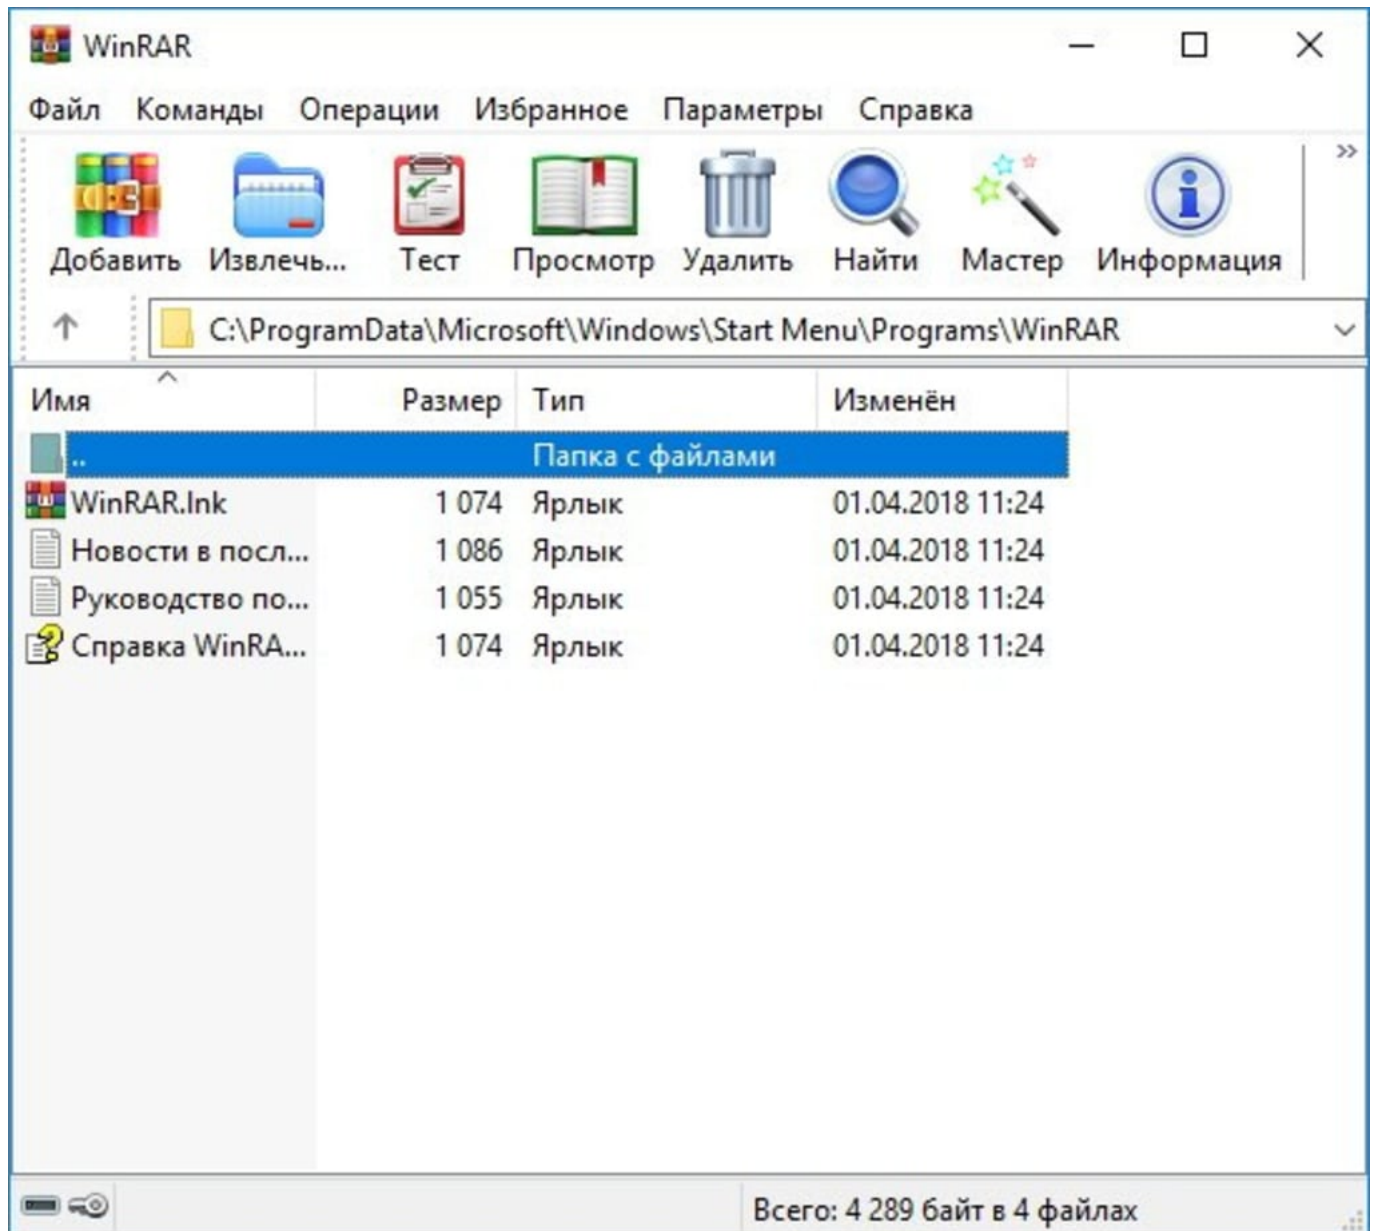 WinRAR
Файл Команды Операции Избранное Параметры Справка
Добавить Извлечь... Тест Просмотр Удалить Найти Мастер Информация
C:\ProgramData\Microsoft\Windows\Start Menu\Programs\WinRAR
Имя Размер Тип Изменён
.. Папка с файлами
WinRAR.lnk 1 074 Ярлык 01.04.2018 11:24
Новости в посл... 1 086 Ярлык 01.04.2018 11:24
Руководство по... 1 055 Ярлык 01.04.2018 11:24
Справка WinRA... 1 074 Ярлык 01.04.2018 11:24
Всего: 4 289 байт в 4 файлах